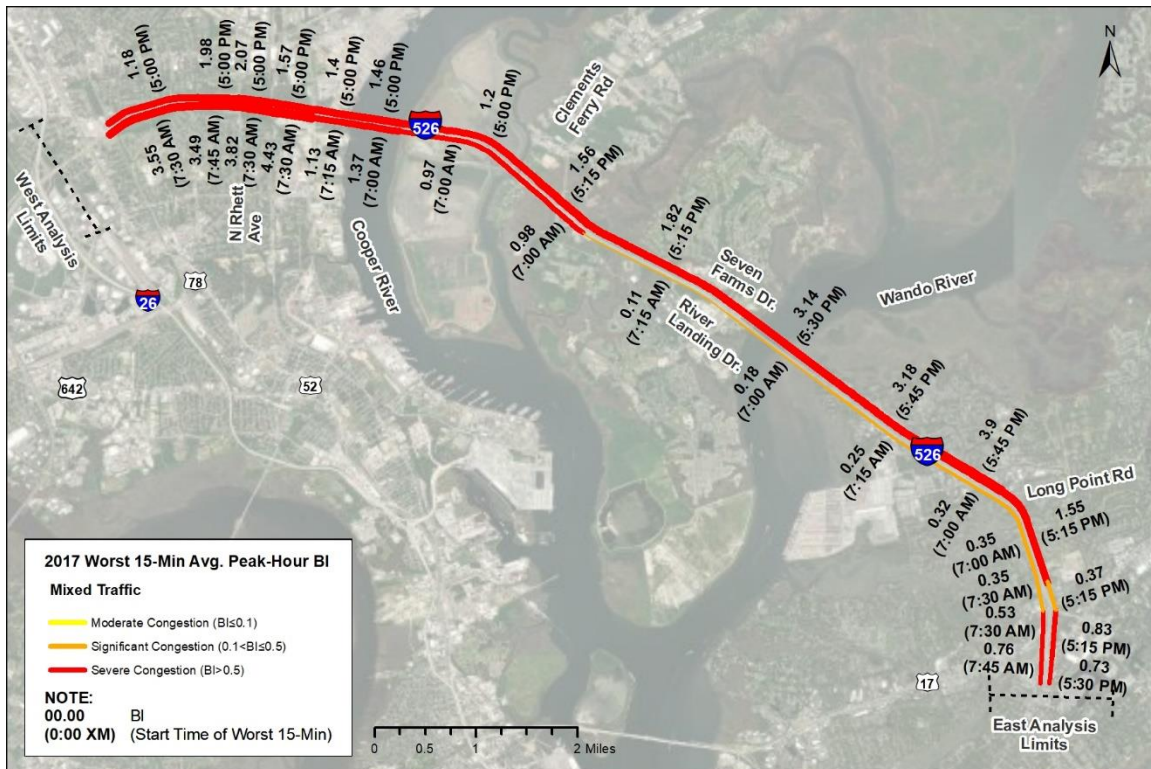 N
1.18
(5:00 PM)
1.98
(5:00 PM)
2.07
(5:00 PM)
1.57
(5:00 PM)
1.4
(5:00 PM)
1.46
(5:00 PM)
1.2
(5:00 PM)
Clements
Ferry Rd
526
1.56
(5:15 PM)
3.55
(7:30 AM)
3.49
(7:45 AM)
3.82
(7:30 AM)
4.43
(7:30 AM)
1.13
(7:15 AM)
1.37
(7:00 AM)
0.97
(7:00 AM)
West Analysis
Limits
N Rhett
Ave
Cooper River
0.98
(7:00 AM)
1.82
(5:15 PM)
Seven
Farms Dr.
Wando River
78
26
0.11
(7:15 AM)
River
Landing Dr.
3.14
(5:30 PM)
642
52
0.18
(7:00 AM)
3.18
(5:45 PM)
3.9
(5:45 PM)
526
0.25
(7:15 AM)
Long Point Rd
0.32
(7:00 AM)
1.55
(5:15 PM)
0.35
(7:00 AM)
0.35
(7:30 AM)
0.37
(5:15 PM)
0.53
(7:30 AM)
0.83
(5:15 PM)
0.76
(7:45 AM)
0.73
(5:30 PM)
17
East Analysis
Limits
2017 Worst 15-Min Avg. Peak-Hour BI
Mixed Traffic
Moderate Congestion (BI≤0.1)
Significant Congestion (0.1<BI≤0.5)
Severe Congestion (BI>0.5)
NOTE:
00.00 BI
(0:00 XM) (Start Time of Worst 15-Min)
0 0.5 1 2 Miles